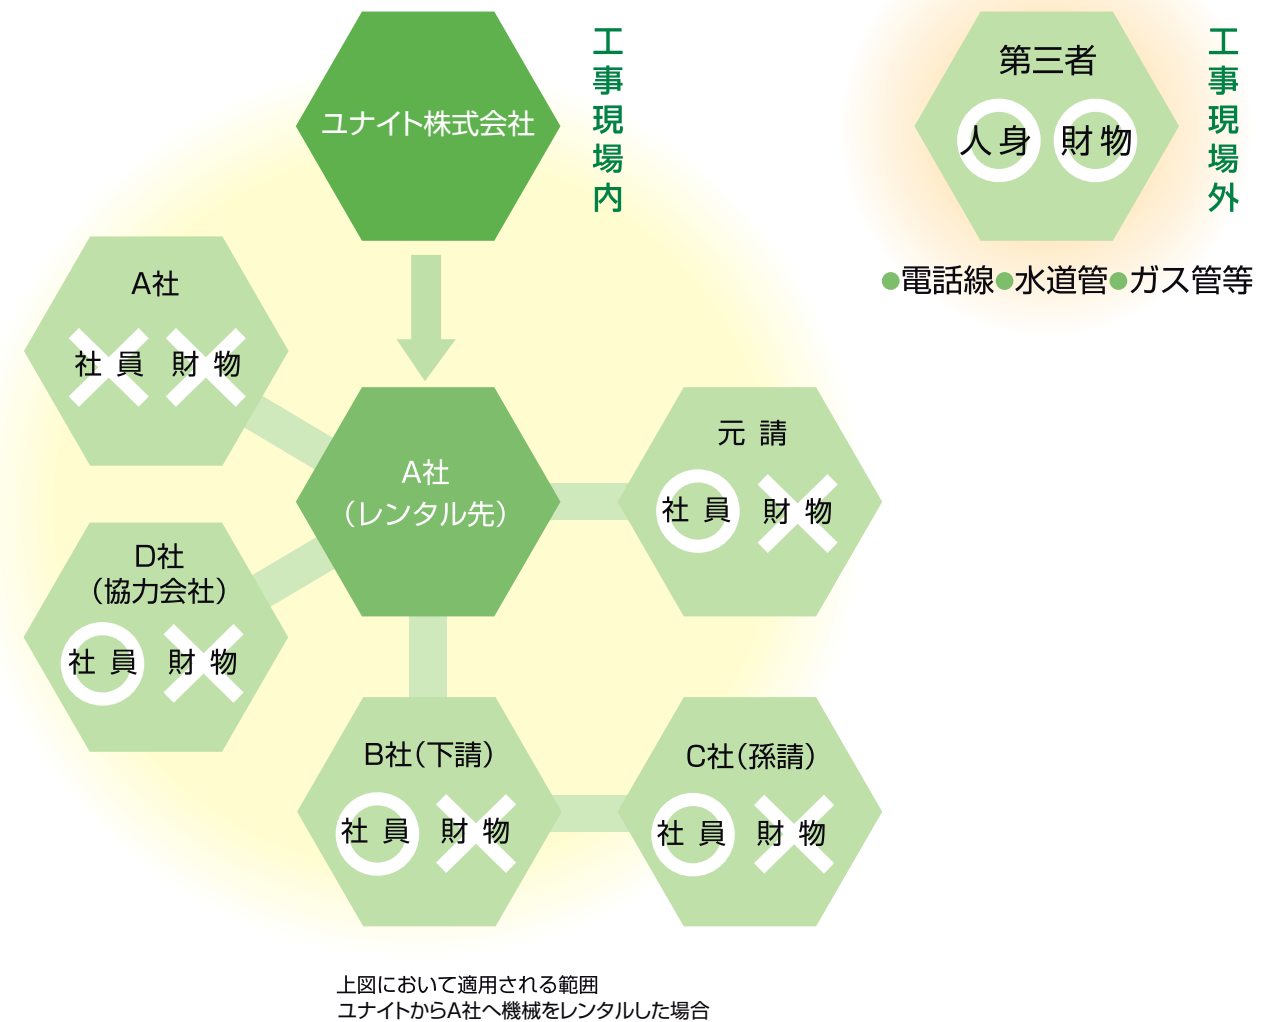 ユナイト株式会社
工事現場内
第三者
人身 財物
工事現場外
●電話線●水道管●ガス管等
A社
社員 財物
A社
（レンタル先）
元請
社員 財物
D社
（協力会社）
社員 財物
B社（下請）
社員 財物
C社（孫請）
社員 財物
上図において適用される範囲
ユナイトからA社へ機械をレンタルした場合